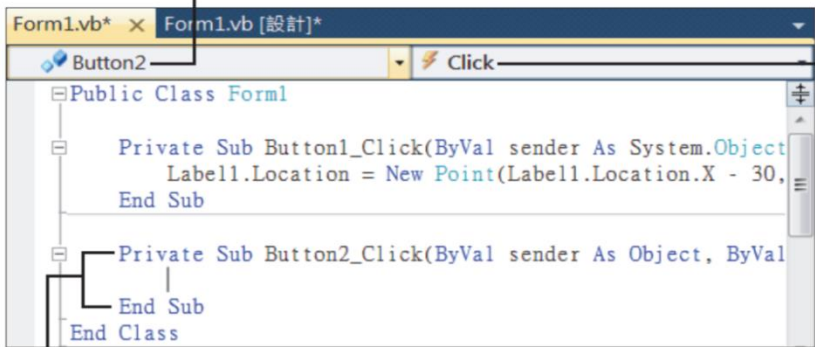 Form1.vb* × Form1.vb [設計]*
Button2 Click
Public Class Form1
Private Sub Button1_Click(ByVal sender As System.Object
Label1.Location = New Point(Label1.Location.X - 30,
End Sub
Private Sub Button2_Click(ByVal sender As Object, ByVal
End Sub
End Class